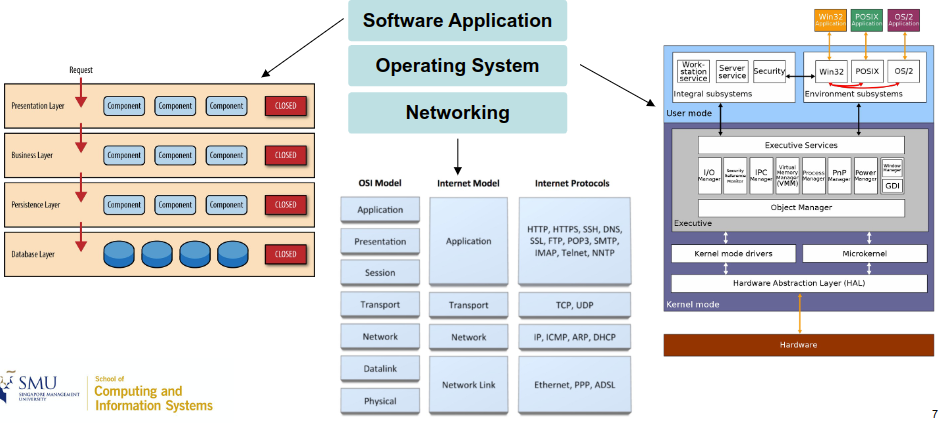 Software Application
Operating System
Networking
Request
Presentation Layer
Component
Component
Component
CLOSED
Business Layer
Component
Component
Component
CLOSED
Persistence Layer
Component
Component
Component
CLOSED
Database Layer
CLOSED
OSI Model
Internet Model
Internet Protocols
Application
Presentation
Session
Transport
Network
Datalink
Physical
Application
Transport
Network
Network Link
HTTP, HTTPS, SSH, DNS,
SSL, FTP, POP3, SMTP,
IMAP, Telnet, NNTP
TCP, UDP
IP, ICMP, ARP, DHCP
Ethernet, PPP, ADSL
Win32
Application
POSIX
Application
OS/2
Application
Work-
station
service
Server
service
Security
Integral subsystems
Win32
POSIX
OS/2
Environment subsystems
User mode
Executive Services
I/O
Manager
Security
Reference
Monitor
IPC
Manager
Virtual
Memory
Manager
(VMM)
Process
Manager
PnP
Manager
Power
Manager
Window
Manager
GDI
Object Manager
Executive
Kernel mode drivers
Microkernel
Hardware Abstraction Layer (HAL)
Kernel mode
Hardware
SMU
SINGAPORE MANAGEMENT
UNIVERSITY
School of
Computing and
Information Systems
7